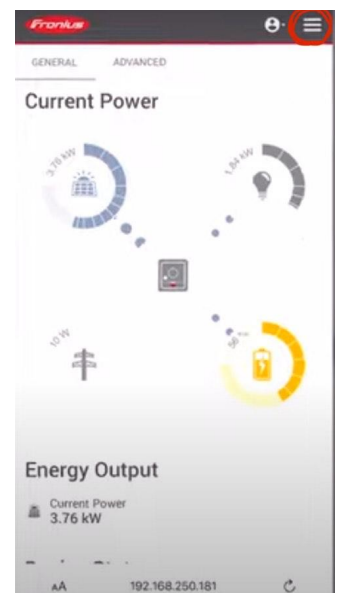 Fronius
GENERAL ADVANCED
Current Power
3.76 kW
1,84 kW
10 W
Energy Output
Current Power
3.76 kW
AA 192.168.250.181